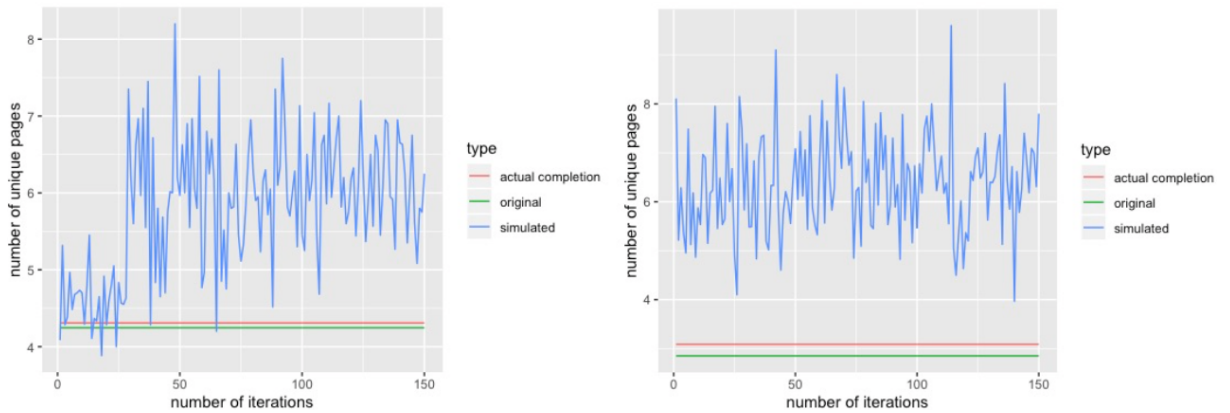 8
7
6
5
4
number of unique pages
0
50
100
150
number of iterations
type
actual completion
original
simulated
8
6
4
number of unique pages
0
50
100
150
number of iterations
type
actual completion
original
simulated